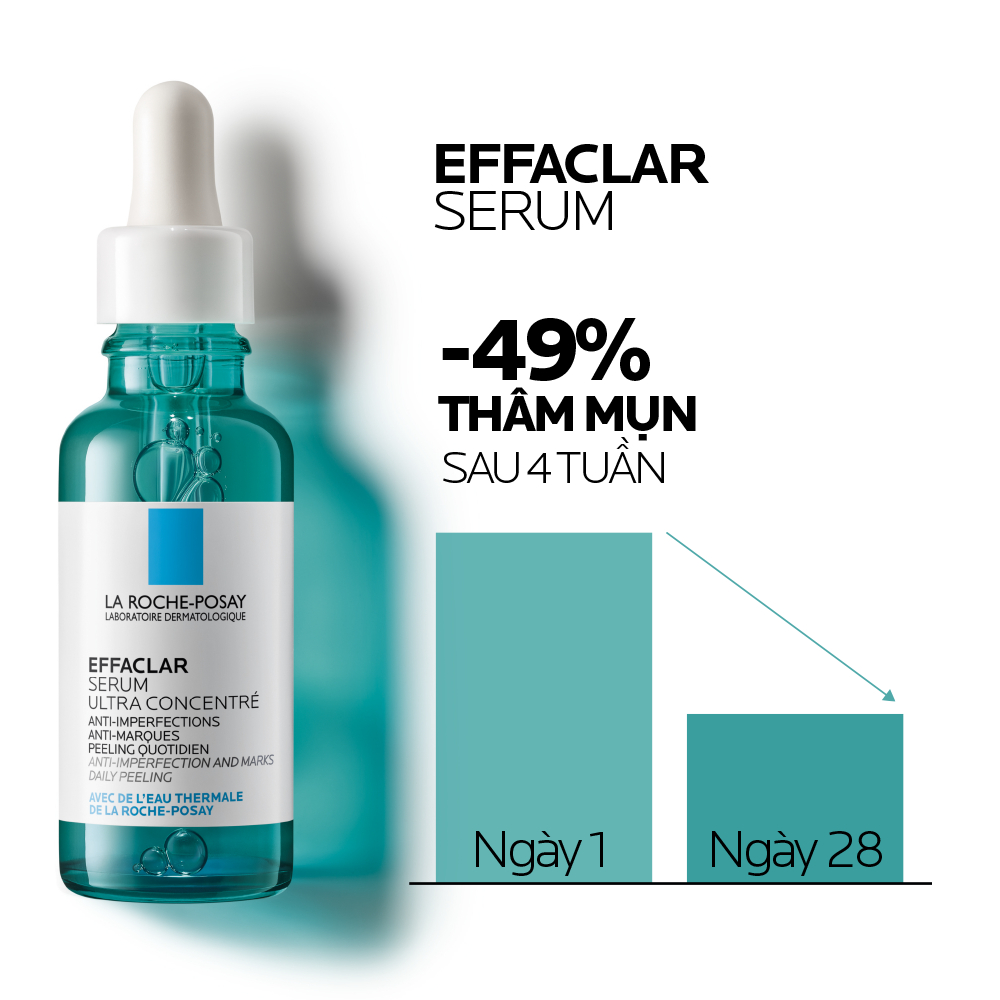 EFFACLAR
SERUM
-49%
THÂM MỤN
SAU 4 TUẦN
Ngày 1
Ngày 28
LA ROCHE-POSAY
LABORATOIRE DERMATOLOGIQUE
EFFACLAR
SERUM
ULTRA CONCENTRÉ
ANTI-IMPERFECTIONS
ANTI-MARQUES
PEELING QUOTIDIEN
ANTI-IMPERFECTION AND MARKS
DAILY PEELING
AVEC DE L'EAU THERMALE
DE LA ROCHE-POSAY